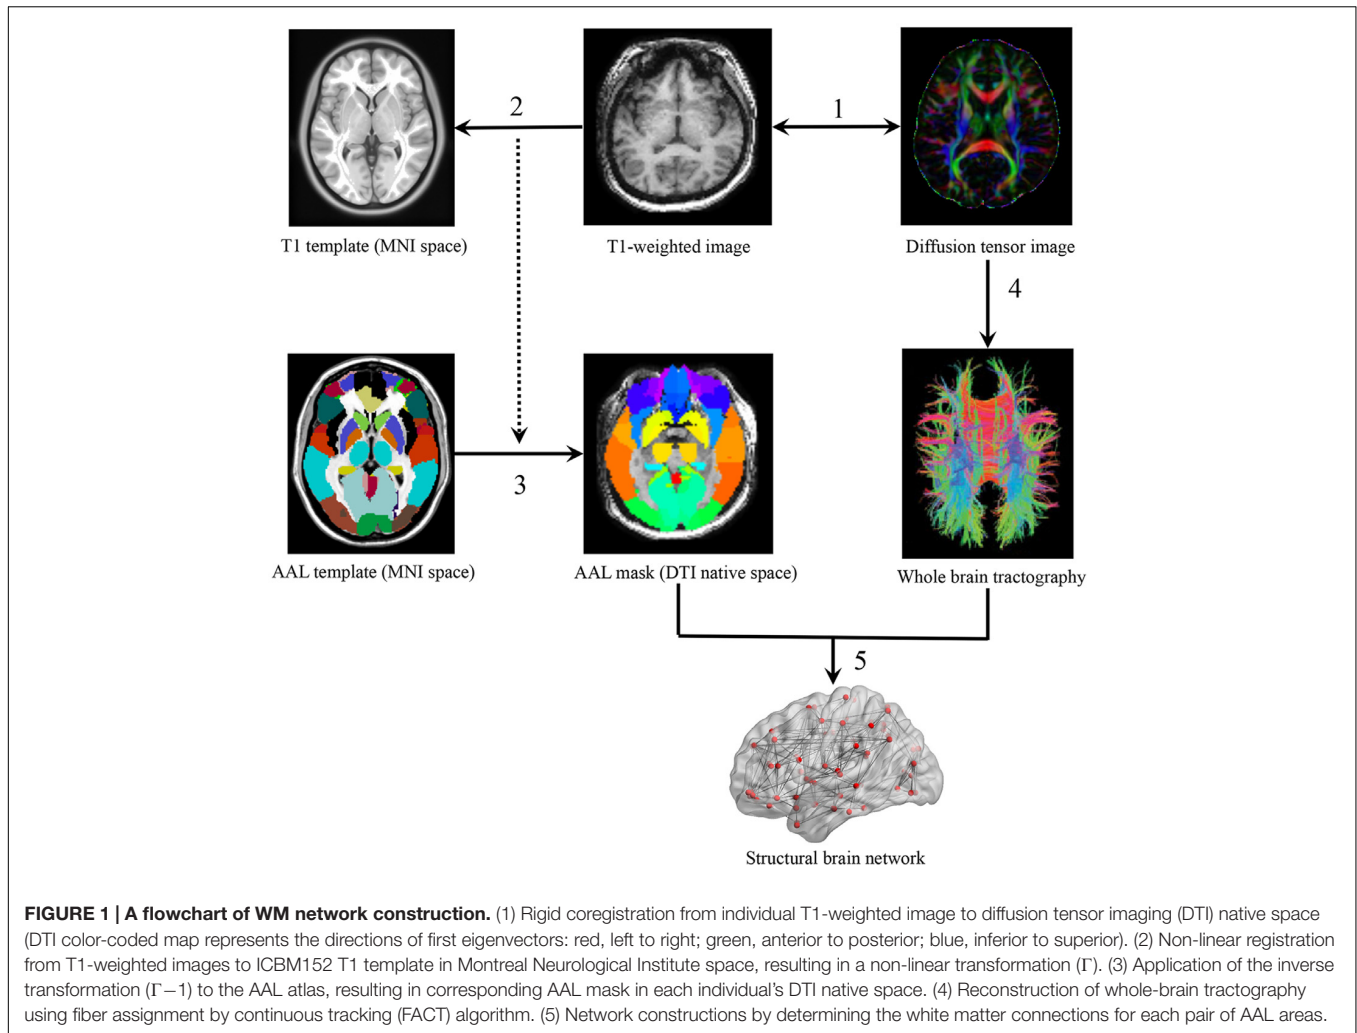 2
1
T1 template (MNI space)
T1-weighted image
Diffusion tensor image
4
3
AAL template (MNI space)
AAL mask (DTI native space)
Whole brain tractography
5
Structural brain network
FIGURE 1 | A flowchart of WM network construction. (1) Rigid coregistration from individual T1-weighted image to diffusion tensor imaging (DTI) native space
(DTI color-coded map represents the directions of first eigenvectors: red, left to right; green, anterior to posterior; blue, inferior to superior). (2) Non-linear registration
from T1-weighted images to ICBM152 T1 template in Montreal Neurological Institute space, resulting in a non-linear transformation (Γ). (3) Application of the inverse
transformation (Γ−1) to the AAL atlas, resulting in corresponding AAL mask in each individual's DTI native space. (4) Reconstruction of whole-brain tractography
using fiber assignment by continuous tracking (FACT) algorithm. (5) Network constructions by determining the white matter connections for each pair of AAL areas.